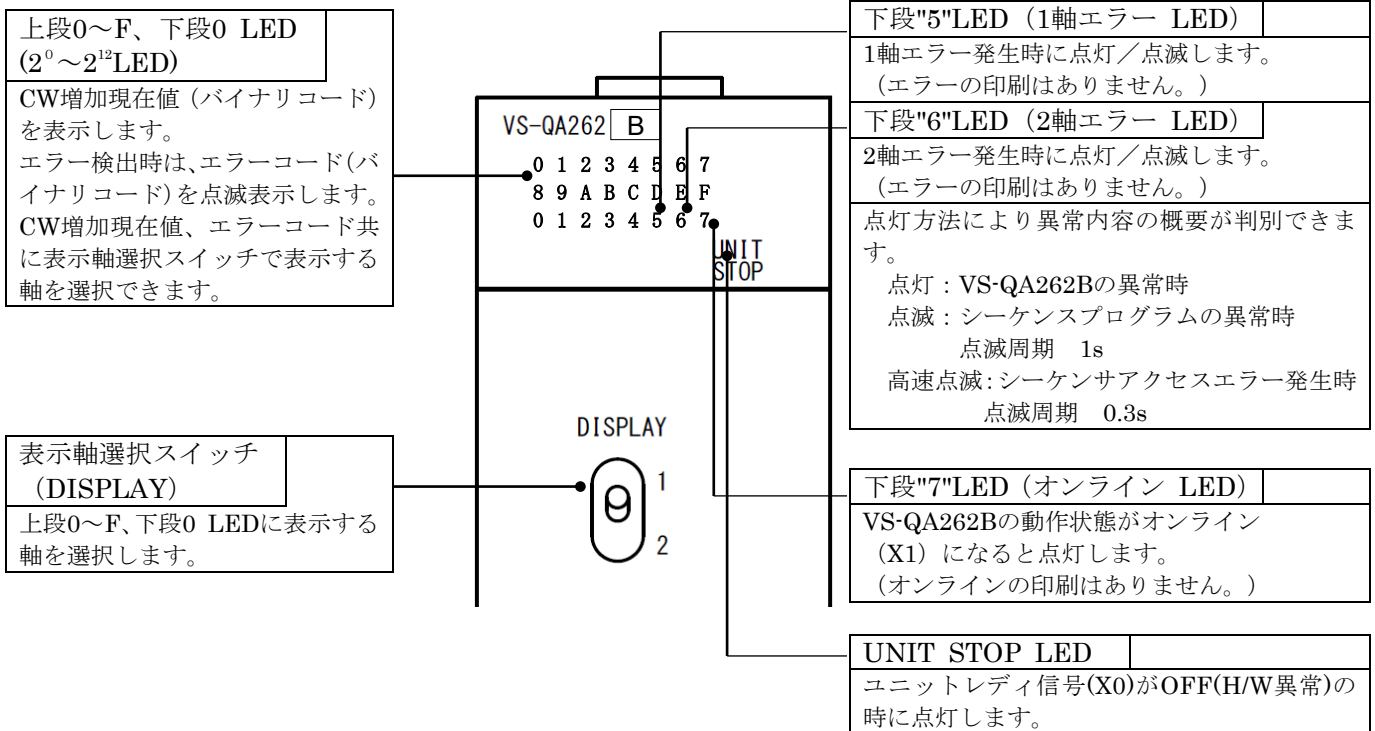 上段0～F、下段0 LED
(2⁰～2¹²LED)
CW増加現在値（バイナリコード）
を表示します。
エラー検出時は、エラーコード（バ
イナリコード）を点滅表示します。
CW増加現在値、エラーコード共
に表示軸選択スイッチで表示する
軸を選択できます。
表示軸選択スイッチ
（DISPLAY）
上段0～F、下段0 LEDに表示する
軸を選択します。
VS-QA262 B
0 1 2 3 4 5 6 7
8 9 A B C D E F
0 1 2 3 4 5 6 7
UNIT
STOP
DISPLAY
1
2
下段"5"LED（1軸エラー LED）
1軸エラー発生時に点灯／点滅します。
（エラーの印刷はありません。）
下段"6"LED（2軸エラー LED）
2軸エラー発生時に点灯／点滅します。
（エラーの印刷はありません。）
点灯方法により異常内容の概要が判別できま
す。
点灯：VS-QA262Bの異常時
点滅：シーケンスプログラムの異常時
点滅周期　1s
高速点滅：シーケンサアクセスエラー発生時
点滅周期　0.3s
下段"7"LED（オンライン LED）
VS-QA262Bの動作状態がオンライン
（X1）になると点灯します。
（オンラインの印刷はありません。）
UNIT STOP LED
ユニットレディ信号(X0)がOFF(H/W異常)の
時に点灯します。